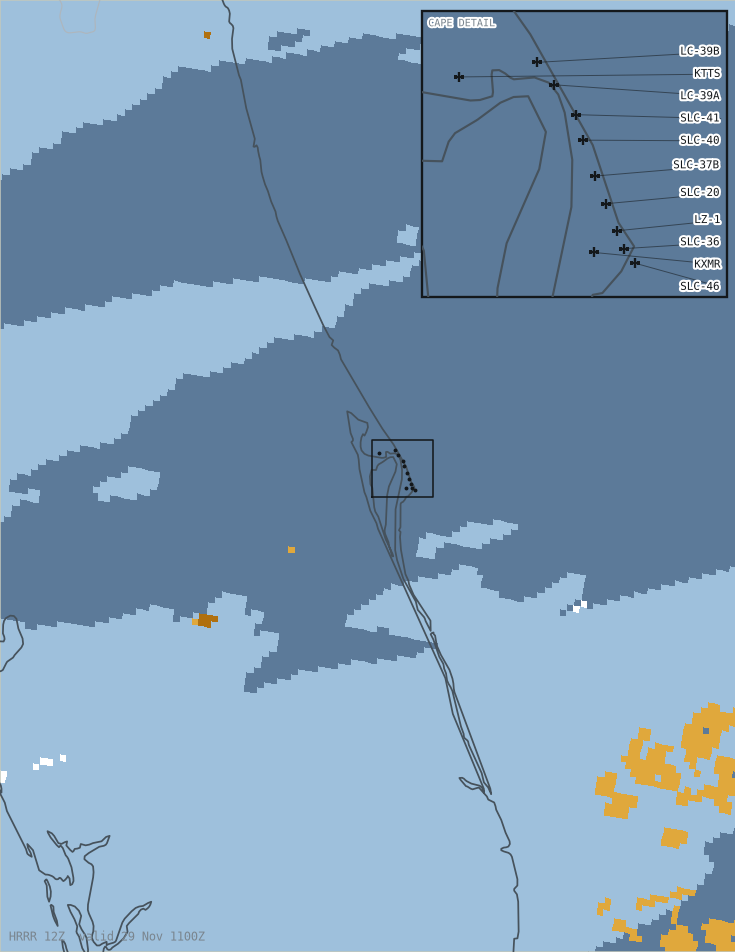 CAPE DETAIL
LC-39B
KTTS
LC-39A
SLC-41
SLC-40
SLC-37B
SLC-20
LZ-1
SLC-36
KXMR
SLC-46
HRRR 12Z valid 29 Nov 1100Z